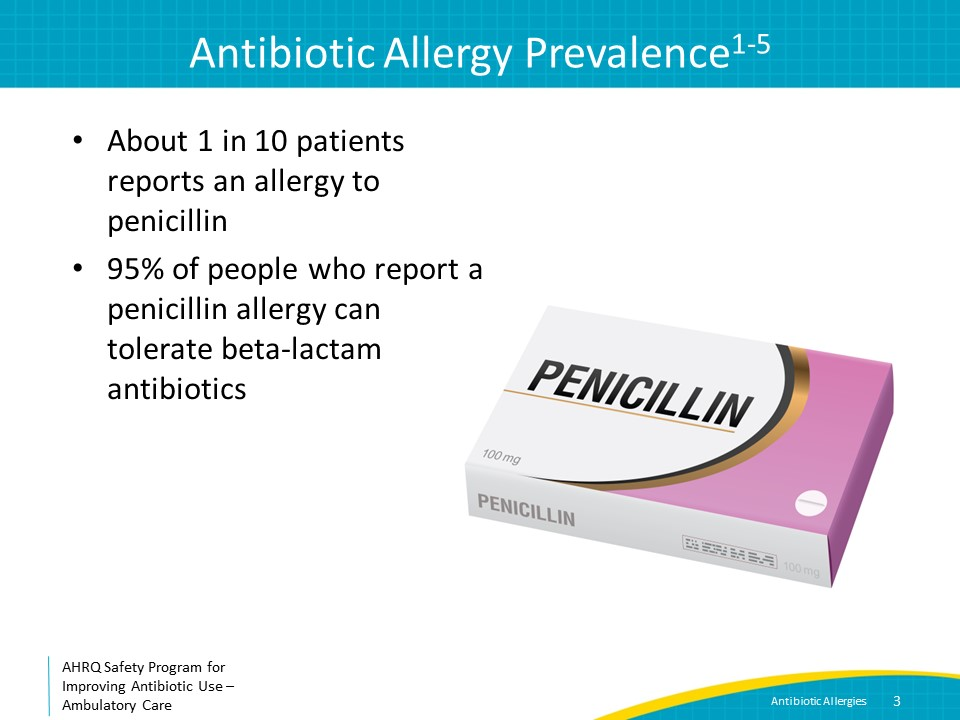 Antibiotic Allergy Prevalence1-5
• About 1 in 10 patients
reports an allergy to
penicillin
• 95% of people who report a
penicillin allergy can
tolerate beta-lactam
antibiotics
PENICILLIN
100 mg
PENICILLIN
100 mg
AHRQ Safety Program for
Improving Antibiotic Use –
Ambulatory Care
Antibiotic Allergies 3